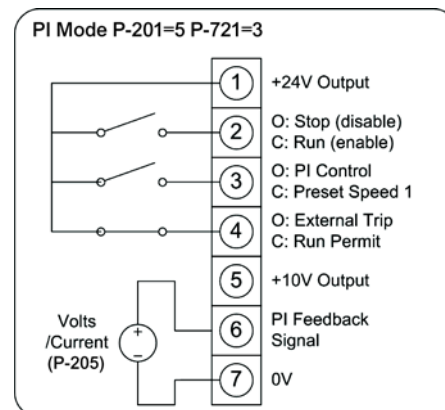 PI Mode P-201=5 P-721=3
1 +24V Output
2 O: Stop (disable)
C: Run (enable)
3 O: PI Control
C: Preset Speed 1
4 O: External Trip
C: Run Permit
5 +10V Output
Volts
/Current
(P-205)
+
−
6 PI Feedback
Signal
7 0V